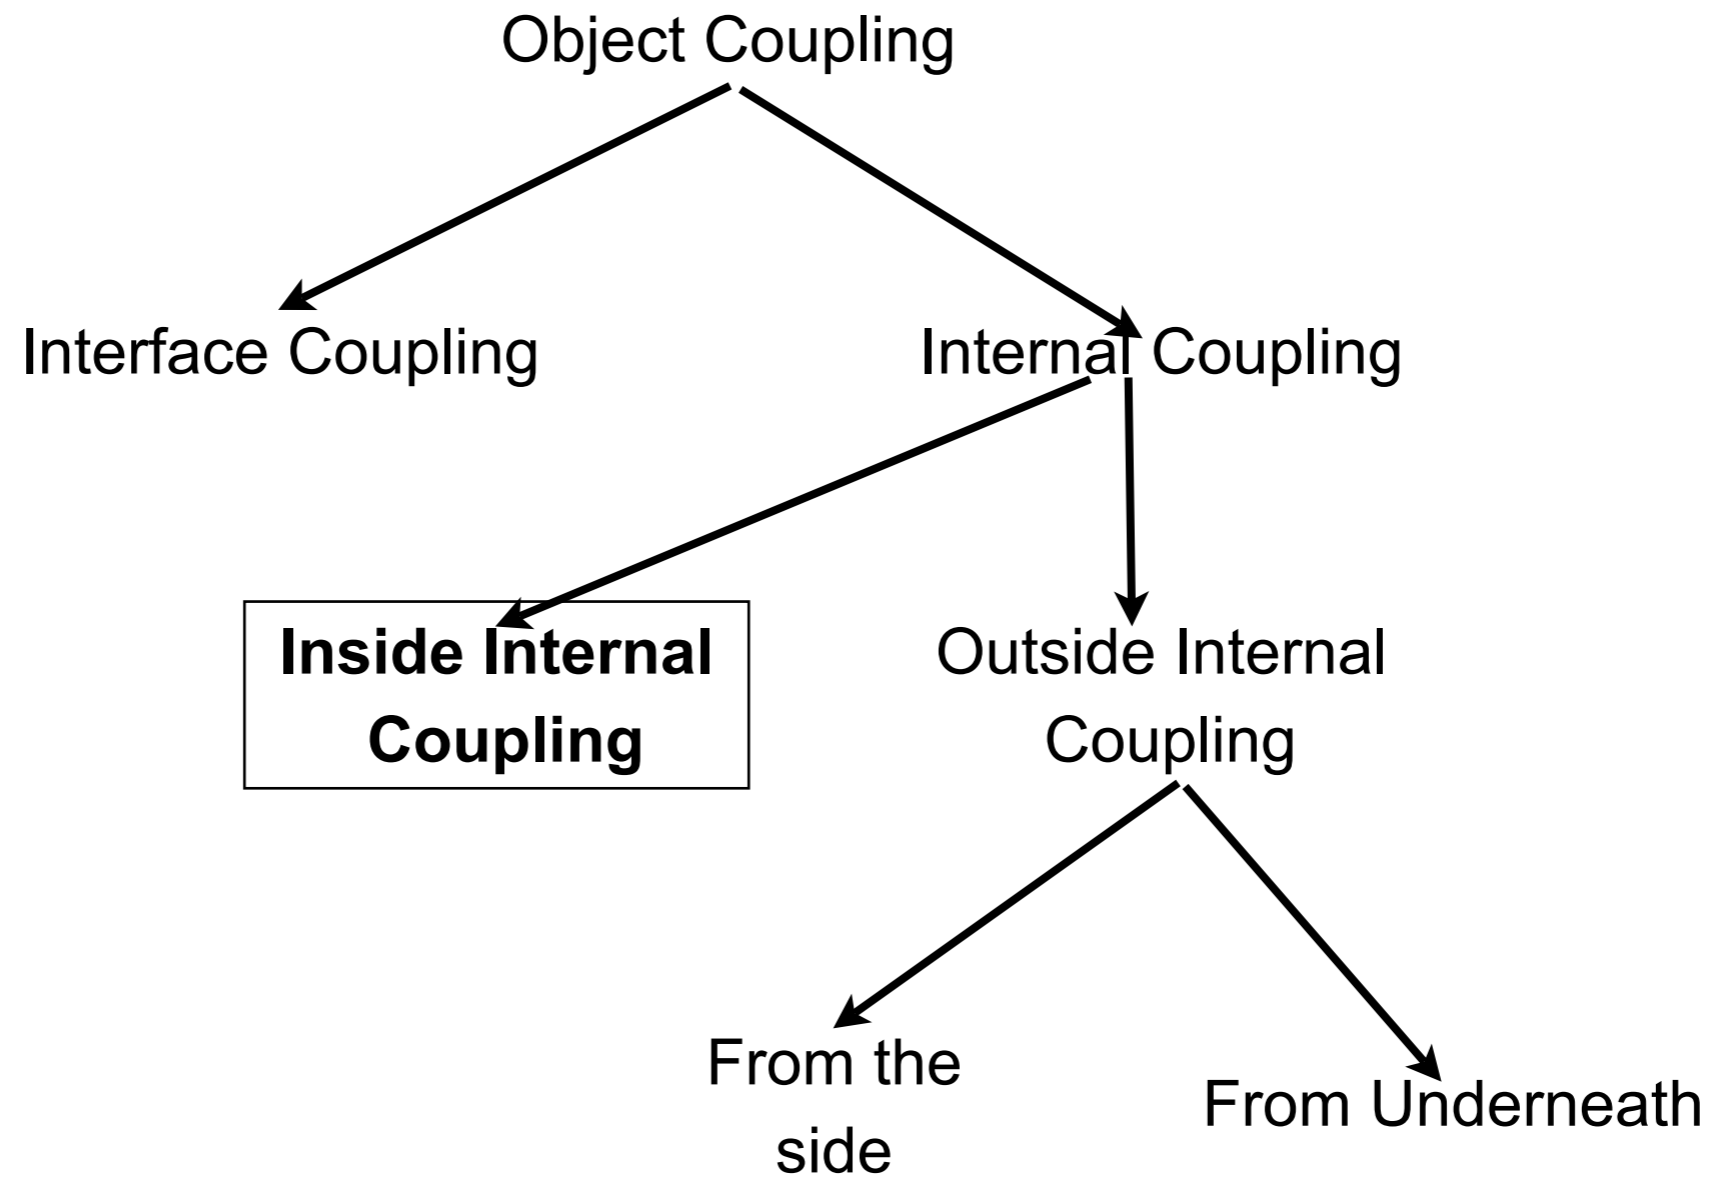 Object Coupling
Interface Coupling
Internal Coupling
Inside Internal
Coupling
Outside Internal
Coupling
From the
side
From Underneath